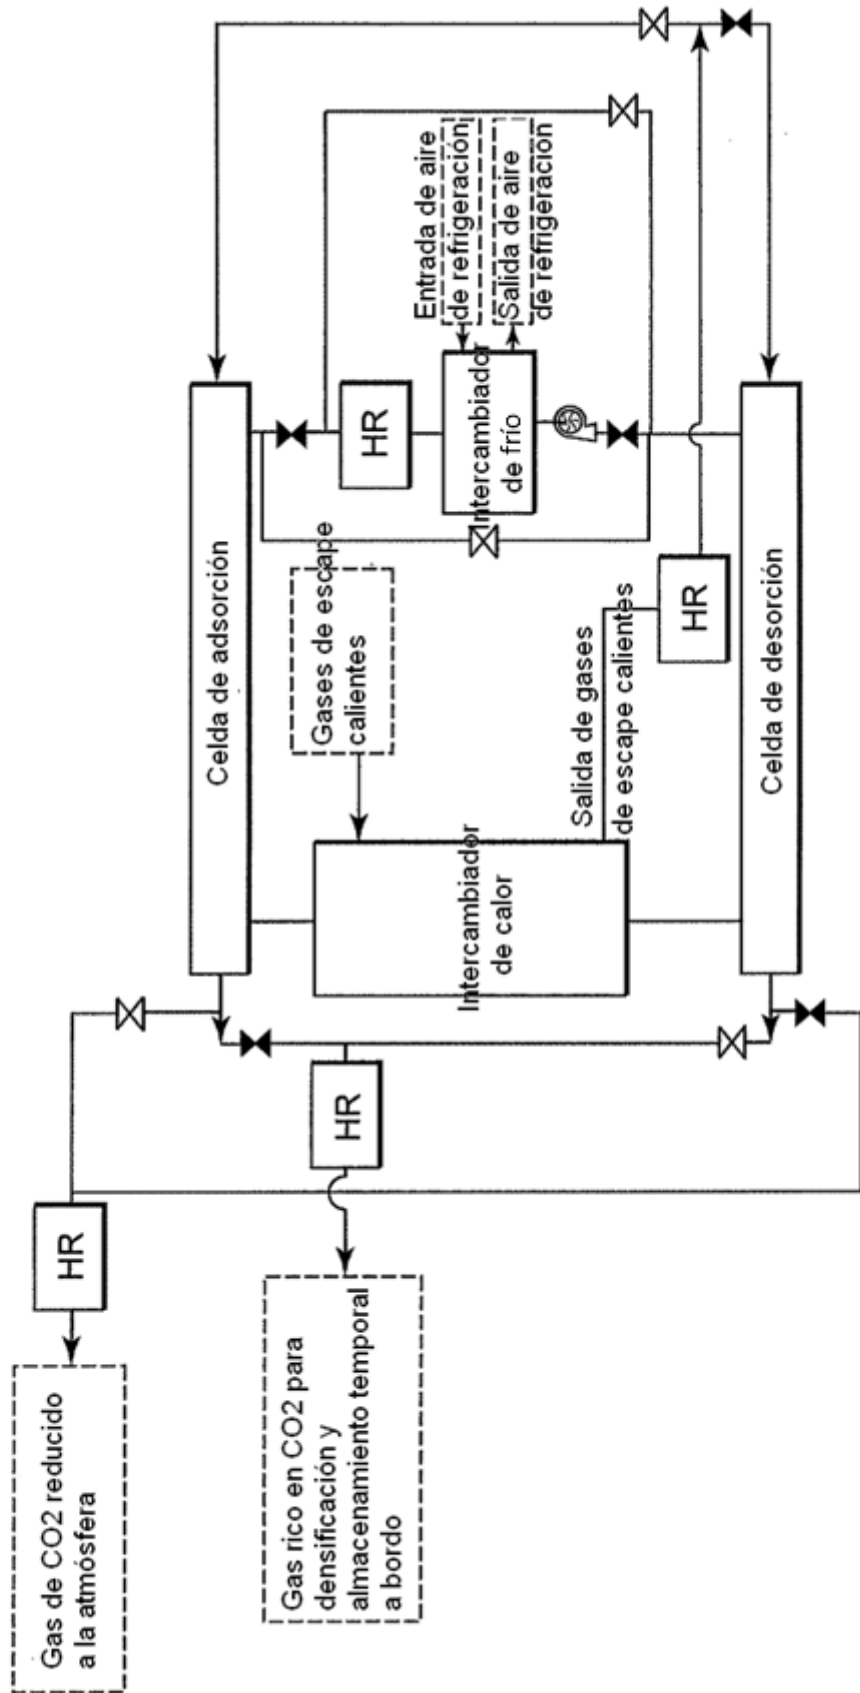 Gas de CO2 reducido
a la atmósfera
HR
Gas rico en CO2 para
densificación y
almacenamiento temporal
a bordo
HR
Celda de adsorción
Gases de escape
calientes
Intercambiador
de calor
Salida de gases
de escape calientes
HR
HR
Intercambiador
de frío
Entrada de aire
de refrigeración
Salida de aire
de refrigeración
Celda de desorción